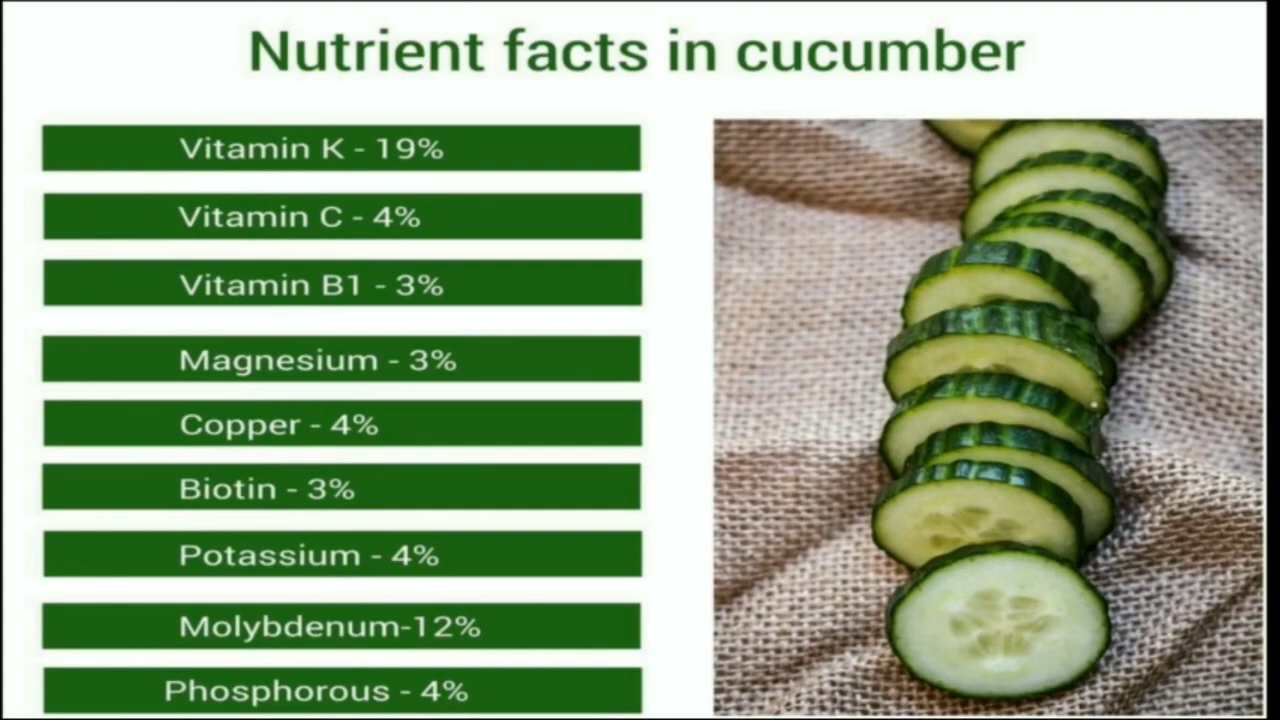 Nutrient facts in cucumber
Vitamin K - 19%
Vitamin C - 4%
Vitamin B1 - 3%
Magnesium - 3%
Copper - 4%
Biotin - 3%
Potassium - 4%
Molybdenum-12%
Phosphorous - 4%